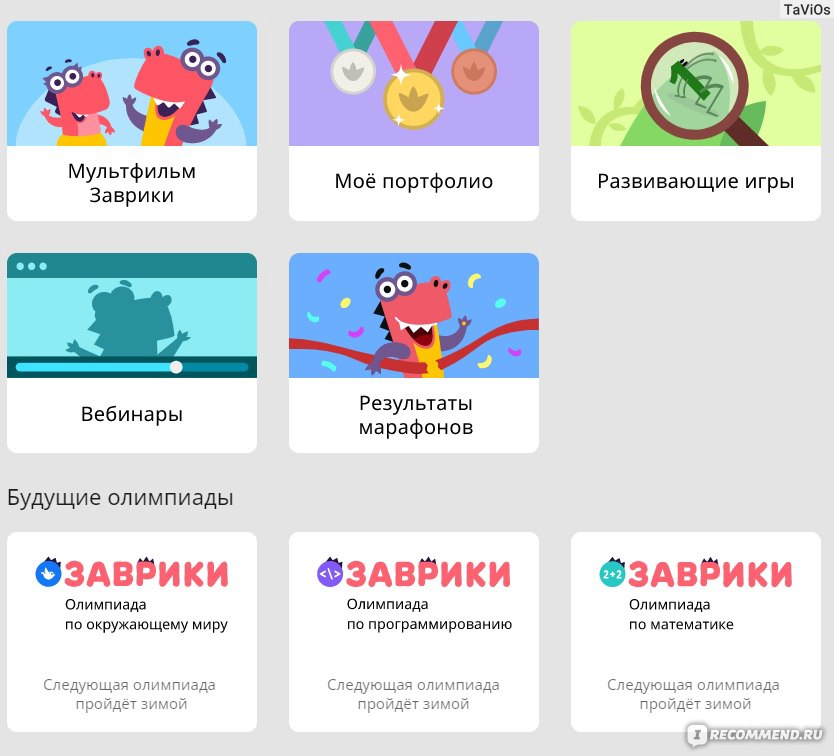 TaViOs
Мультфильм
Заврики
Моё портфолио
Развивающие игры
Вебинары
Результаты
марафонов
Будущие олимпиады
ЗАВРИКИ
Олимпиада
по окружающему миру
Следующая олимпиада
пройдёт зимой
</> ЗАВРИКИ
Олимпиада
по программированию
Следующая олимпиада
пройдёт зимой
2+2 ЗАВРИКИ
Олимпиада
по математике
Следующая олимпиада
пройдёт зимой
I RECOMMEND.RU